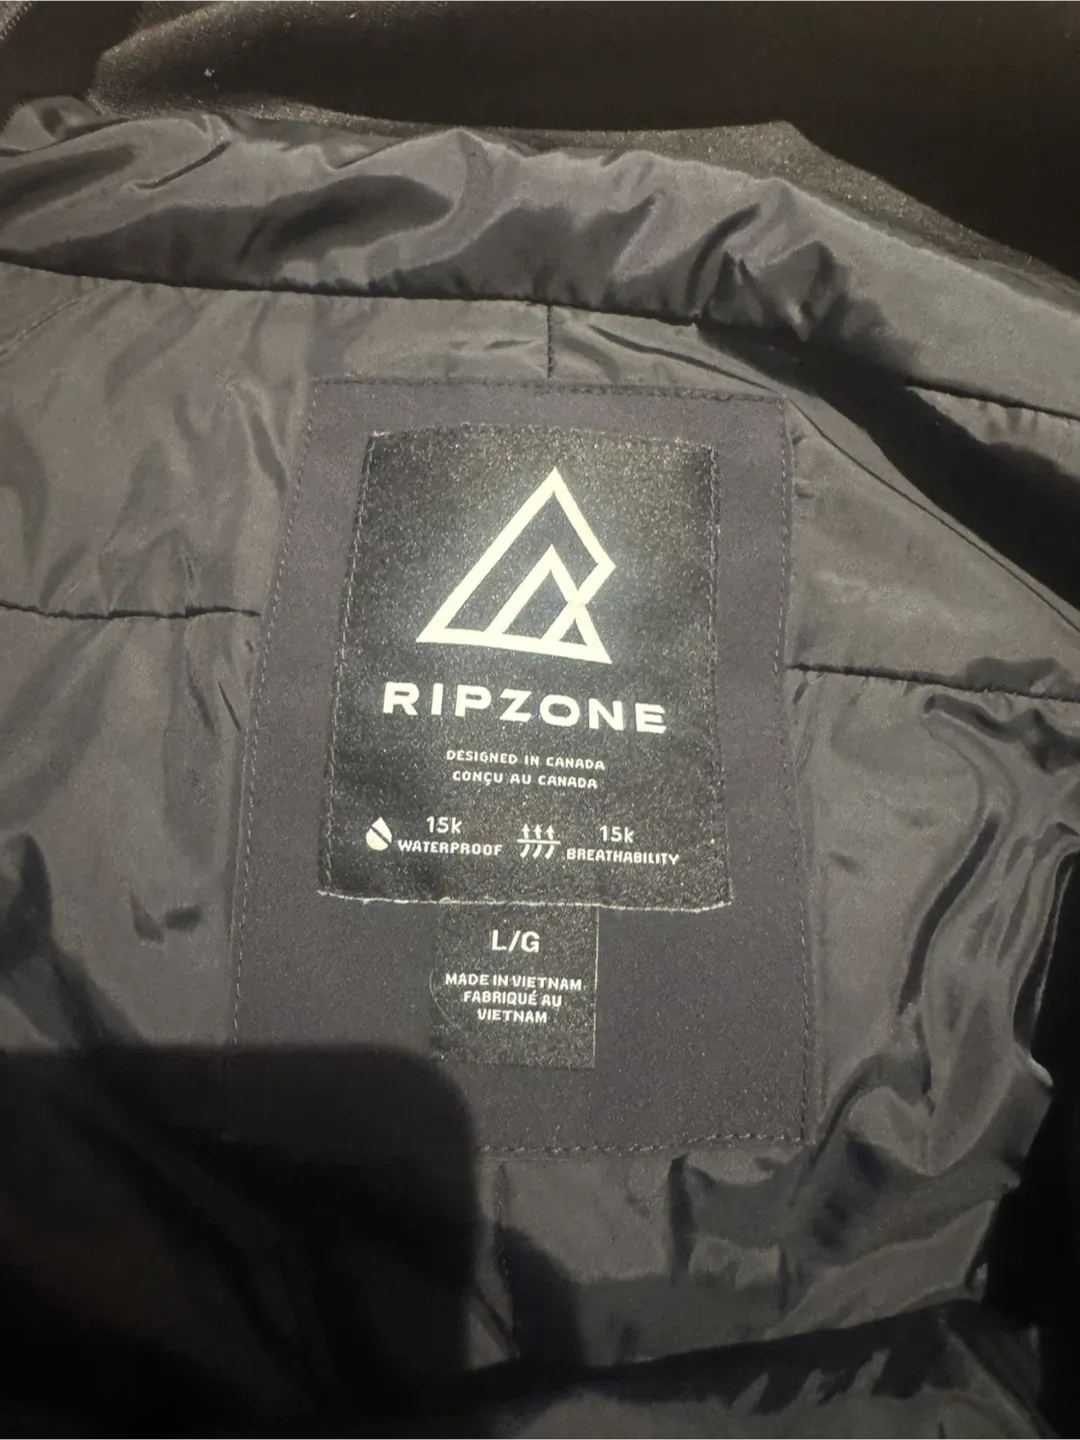 RIPZONE
DESIGNED IN CANADA
CONÇU AU CANADA
15k
WATERPROOF
15k
BREATHABILITY
L/G
MADE IN VIETNAM
FABRIQUÉ AU
VIETNAM